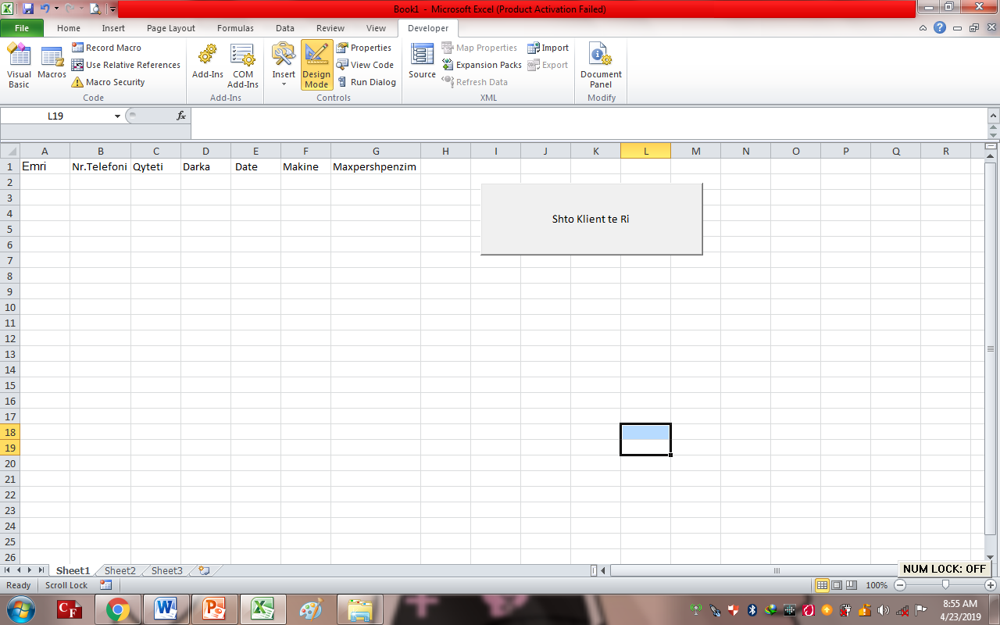 Book1 - Microsoft Excel (Product Activation Failed)
File Home Insert Page Layout Formulas Data Review View Developer
Visual Basic
Macros
Record Macro
Use Relative References
Macro Security
Code
Add-Ins
COM Add-Ins
Add-Ins
Insert
Design Mode
Properties
View Code
Run Dialog
Controls
Source
Map Properties
Expansion Packs
Refresh Data
Import
Export
XML
Document Panel
Modify
L19
fx
A B C D E F G H I J K L M N O P Q R
1 Emri Nr.Telefoni Qyteti Darka Date Makine Maxpershpenzim
2
3
4
Shto Klient te Ri
5
6
7
8
9
10
11
12
13
14
15
16
17
18
19
20
21
22
23
24
25
26
Sheet1 Sheet2 Sheet3
NUM LOCK: OFF
Ready Scroll Lock 100%
CF
8:55 AM
4/23/2019